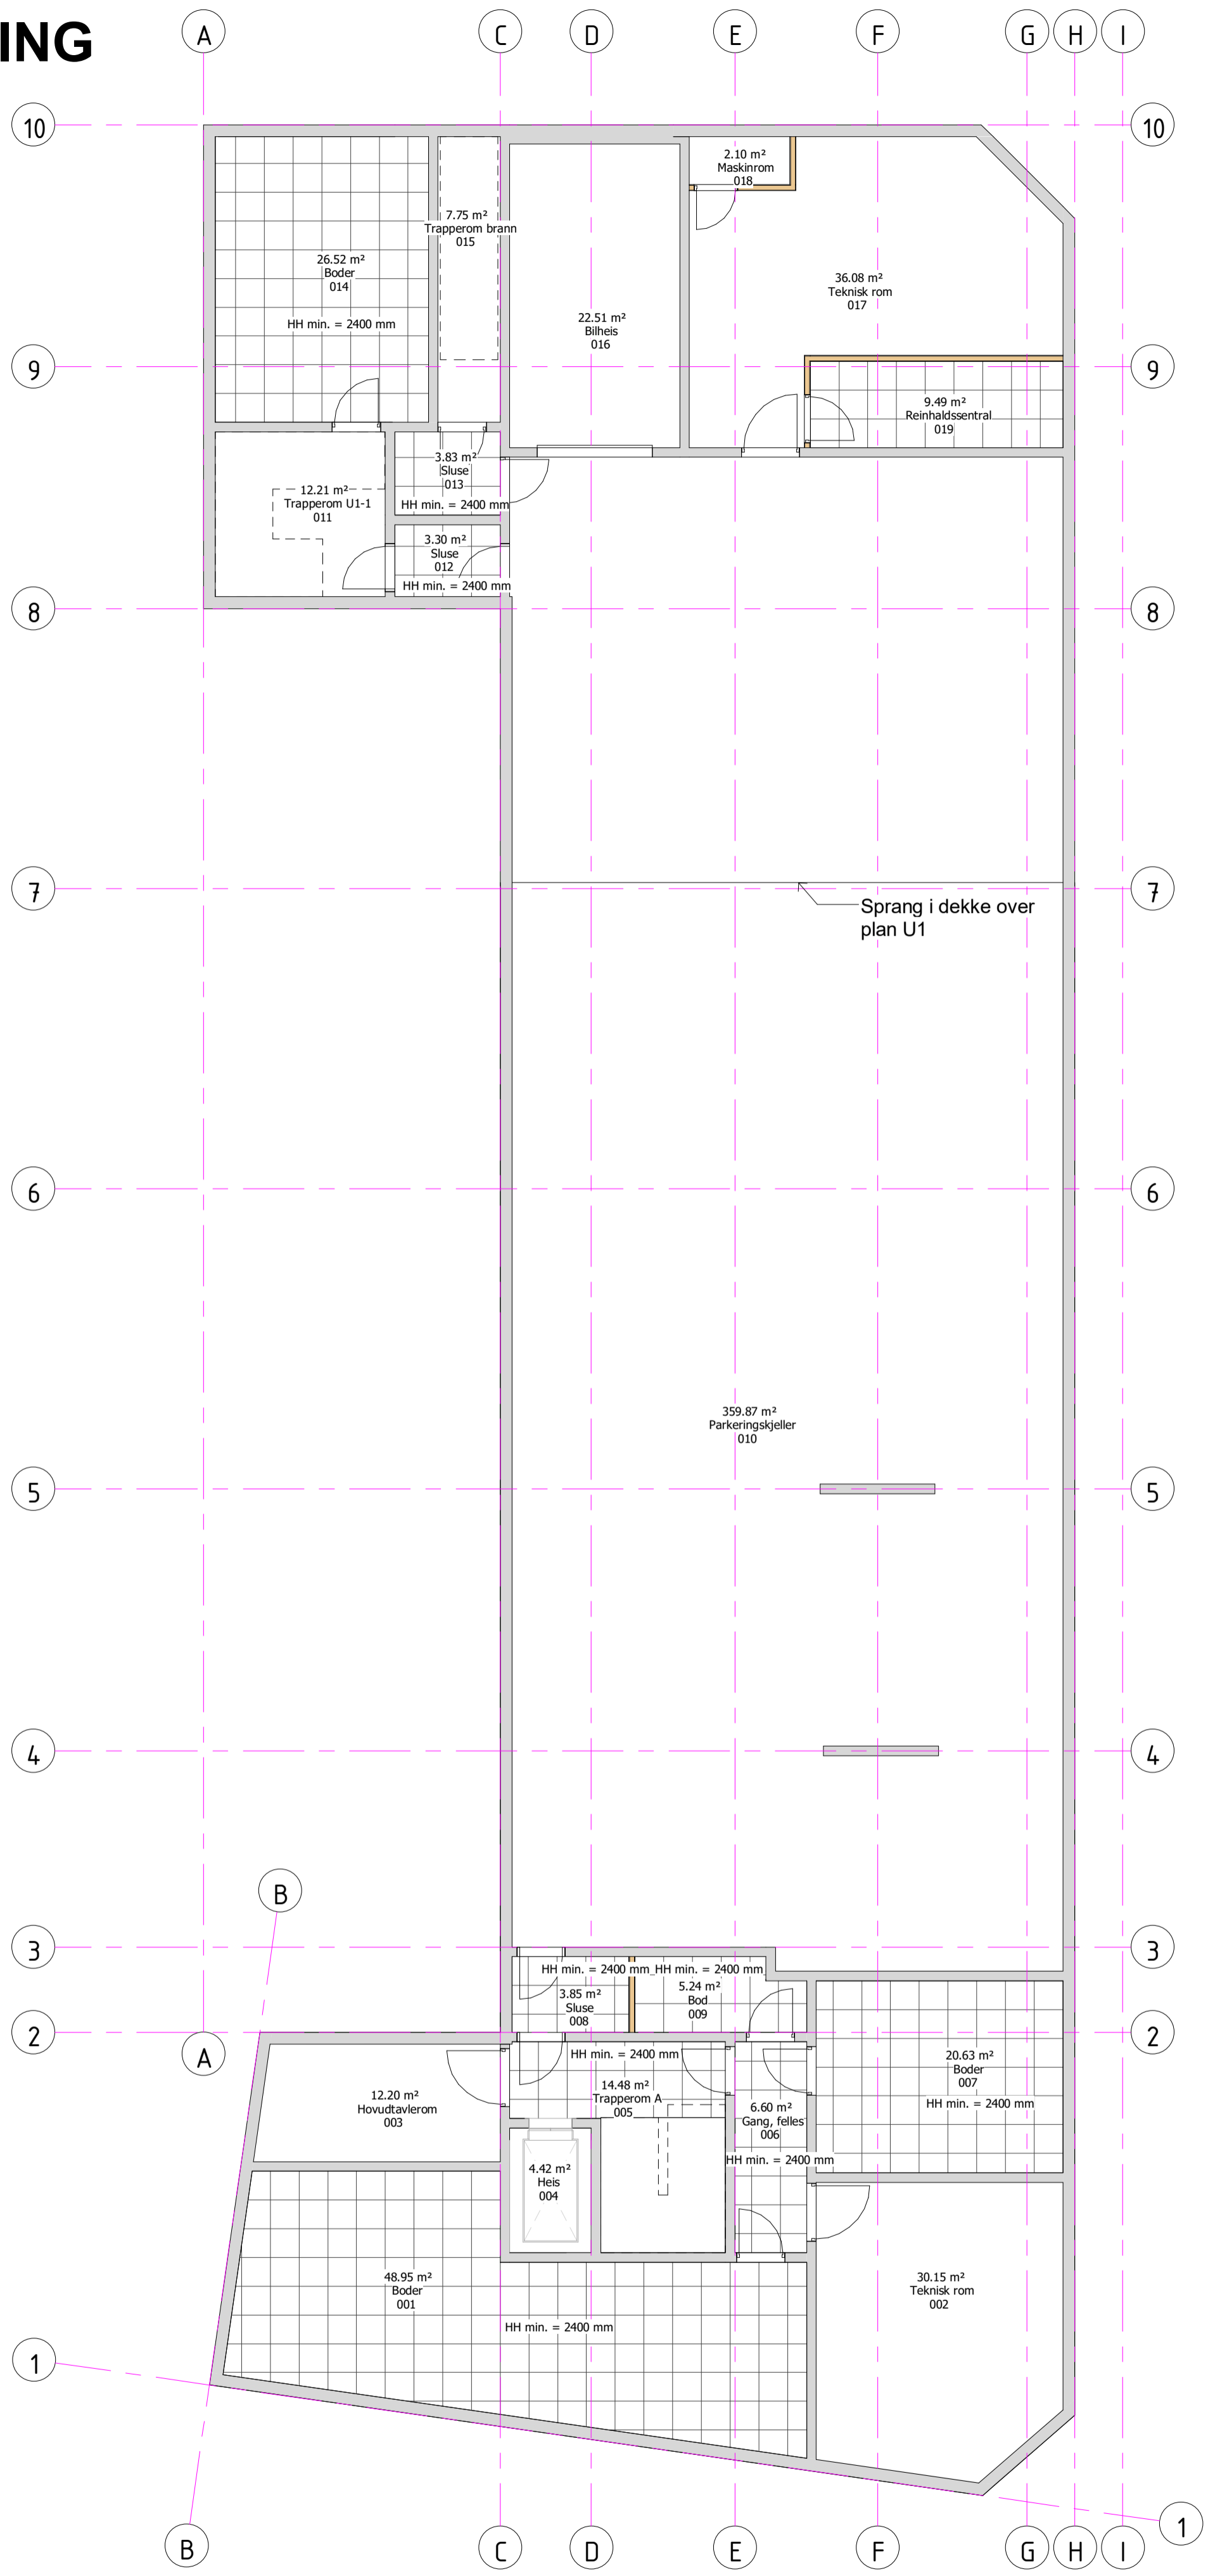 ING
A
C
D
E
F
G
H
I
10
10
2.10 m²
Maskinrom
018
7.75 m²
Trapperom brann
015
26.52 m²
Boder
014
HH min. = 2400 mm
36.08 m²
Teknisk rom
017
22.51 m²
Bilheis
016
9
9
9.49 m²
Reinhaldssentral
019
3.83 m²
Sluse
013
HH min. = 2400 mm
12.21 m²
Trapperom U1-1
011
3.30 m²
Sluse
012
HH min. = 2400 mm
8
8
7
7
Sprang i dekke over
plan U1
6
6
359.87 m²
Parkeringskjeller
010
5
5
4
4
B
3
3
HH min. = 2400 mm
HH min. = 2400 mm
3.85 m²
Sluse
008
5.24 m²
Bod
009
2
2
A
HH min. = 2400 mm
20.63 m²
Boder
007
HH min. = 2400 mm
14.48 m²
Trapperom A
005
12.20 m²
Hovudtavlerom
003
6.60 m²
Gang, felles
006
HH min. = 2400 mm
4.42 m²
Heis
004
48.95 m²
Boder
001
30.15 m²
Teknisk rom
002
HH min. = 2400 mm
1
1
B
C
D
E
F
G
H
I